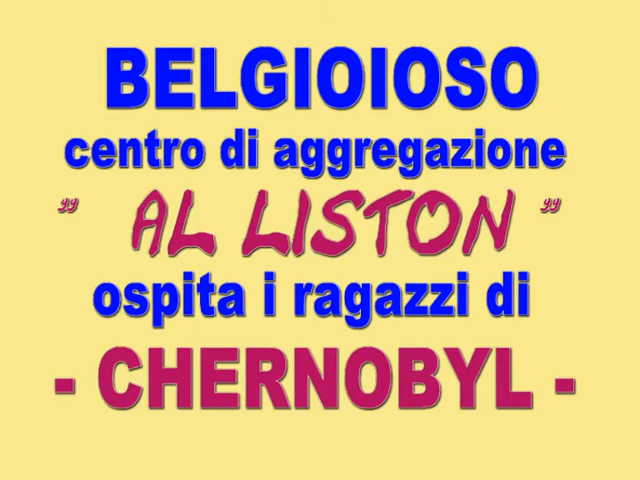 BELGIOIOSO
centro di aggregazione
" AL LISTON "
ospita i ragazzi di
- CHERNOBYL -